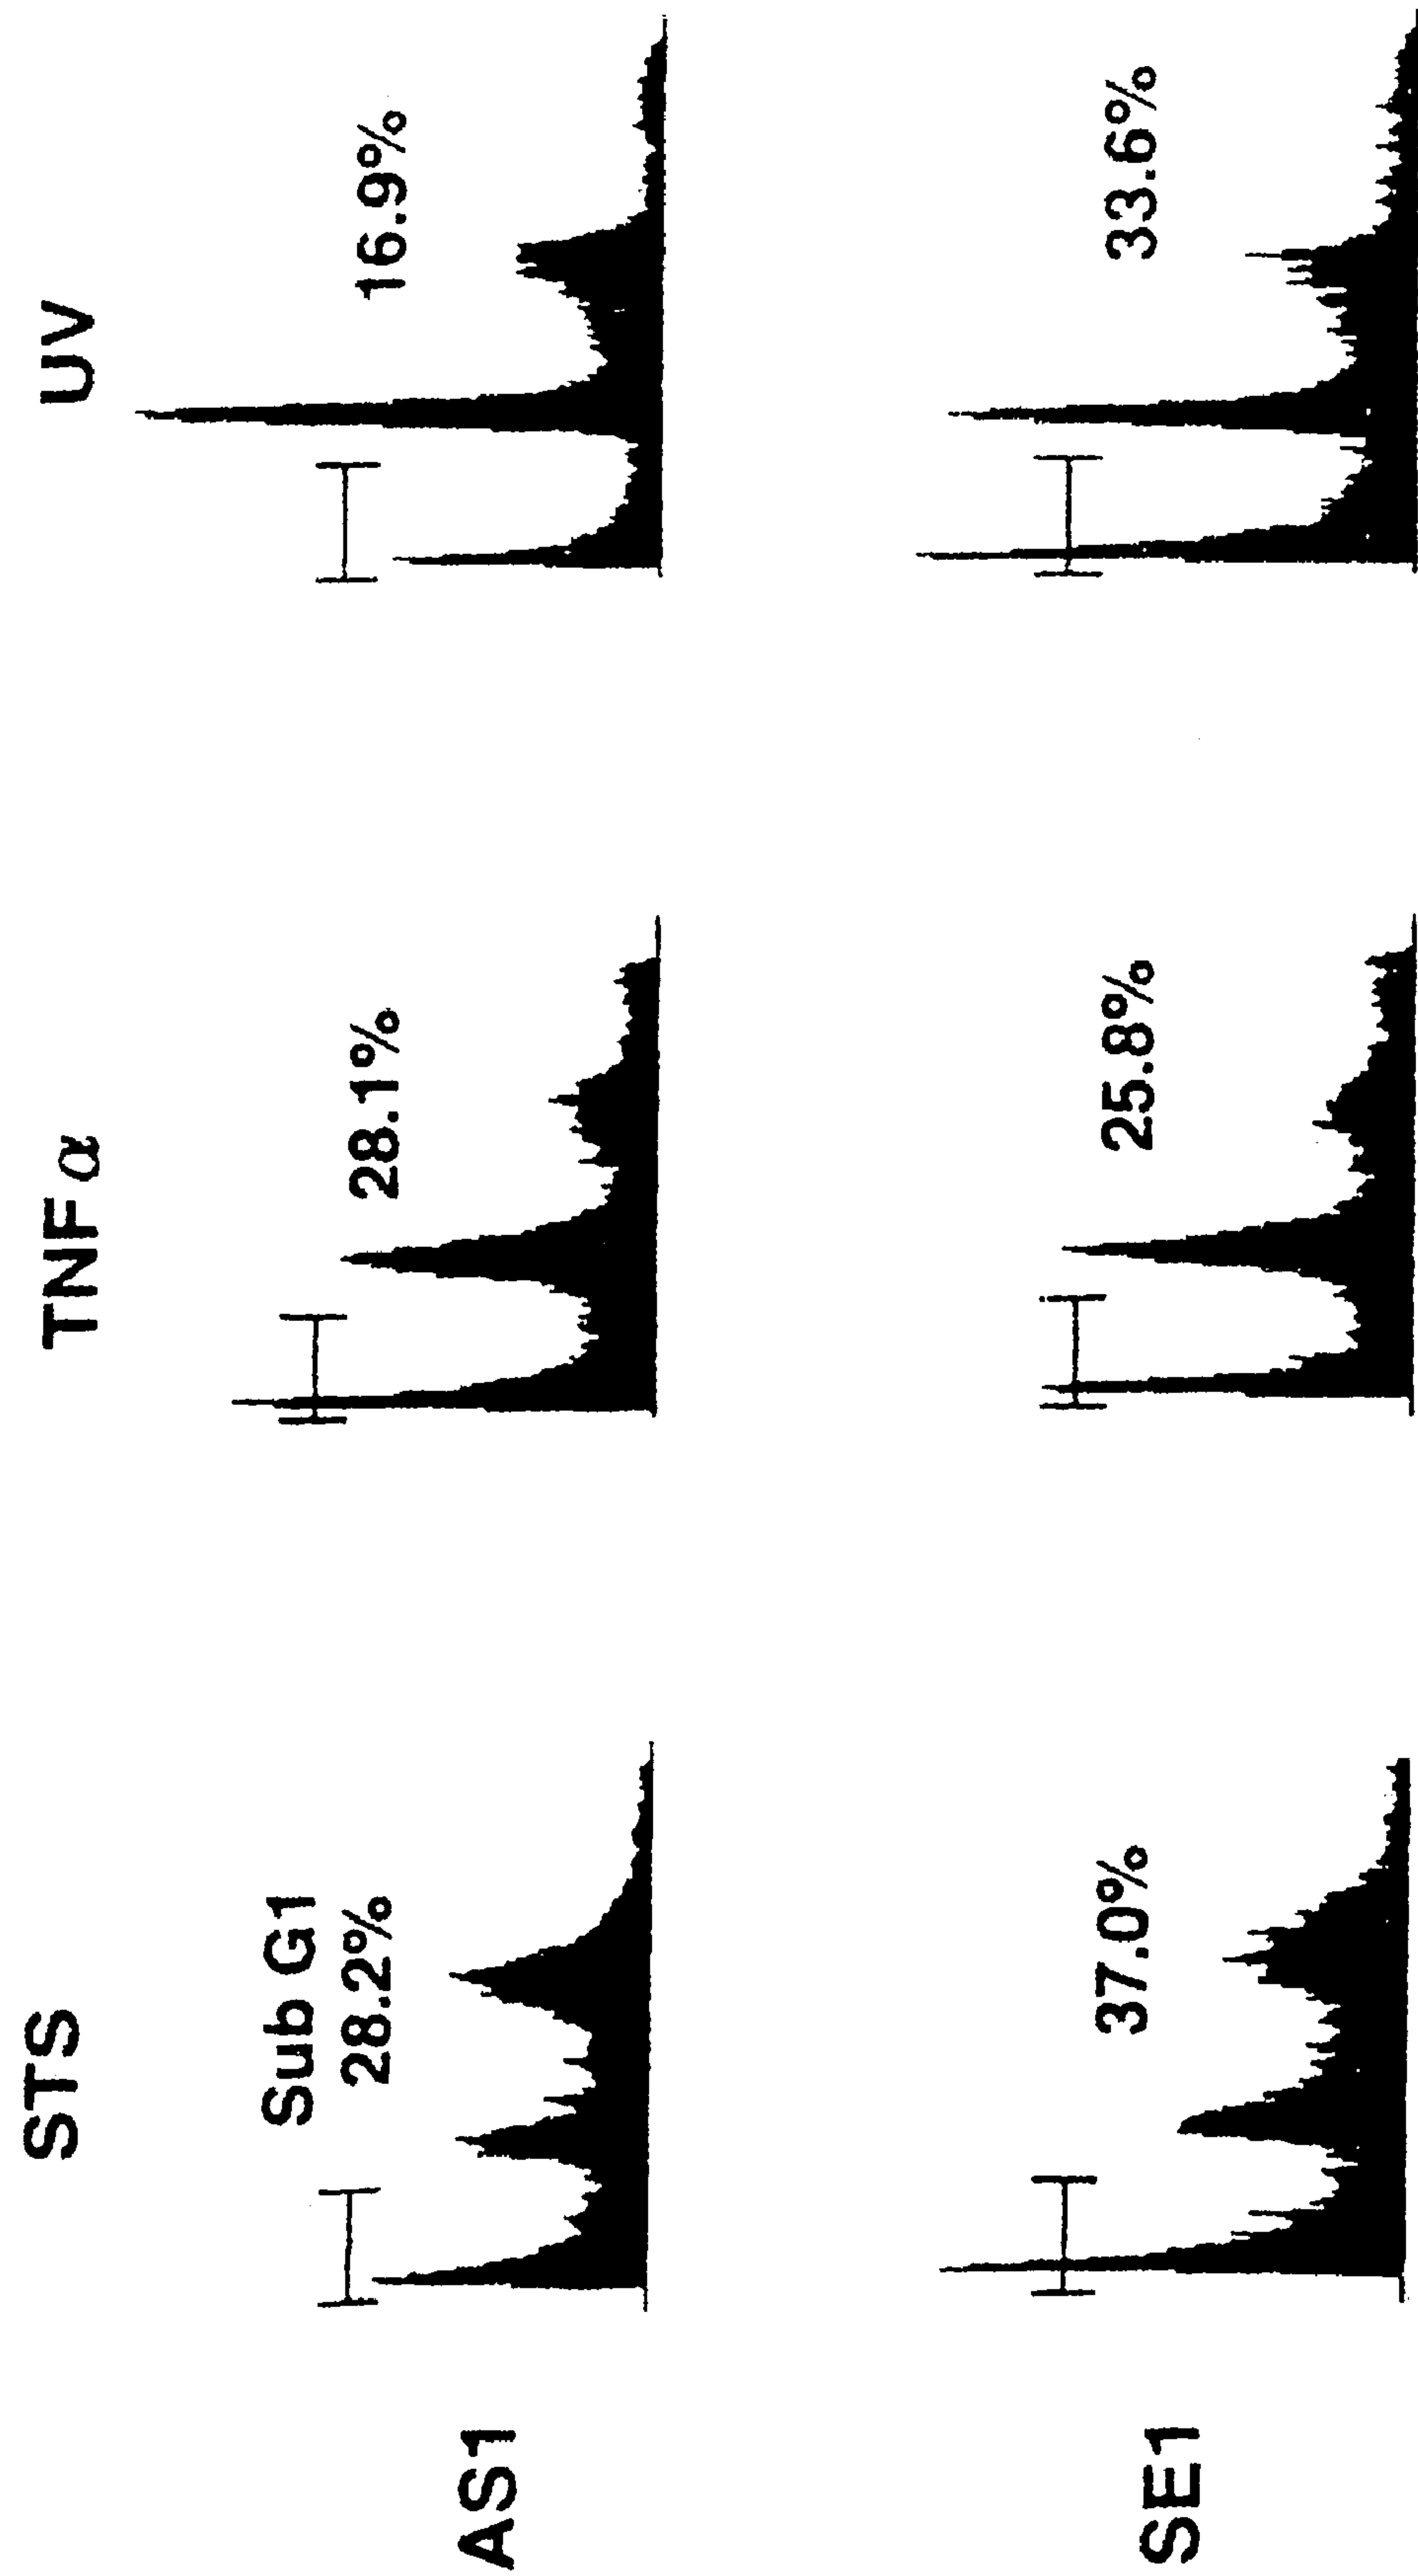 STS TNFα UV
Sub G1
28.2% 28.1% 16.9%
AS1
37.0% 25.8% 33.6%
SE1